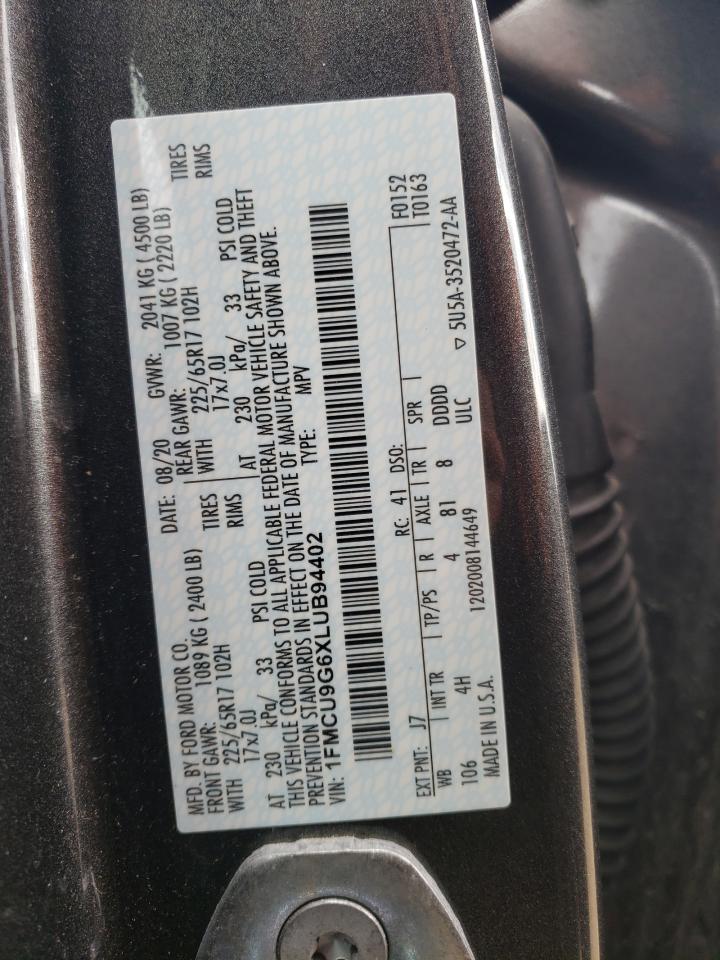 MFD. BY FORD MOTOR CO. DATE: 08/20 GVWR: 2041 KG ( 4500 LB)
FRONT GAWR: 1089 KG ( 2400 LB) REAR GAWR: 1007 KG ( 2220 LB)
WITH 225/65R17 102H TIRES WITH 225/65R17 102H TIRES
17x7.0J RIMS 17x7.0J RIMS
AT 230 kPa/ 33 PSI COLD AT 230 kPa/ 33 PSI COLD
THIS VEHICLE CONFORMS TO ALL APPLICABLE FEDERAL MOTOR VEHICLE SAFETY AND THEFT
PREVENTION STANDARDS IN EFFECT ON THE DATE OF MANUFACTURE SHOWN ABOVE.
VIN: 1FMCU9G6XLUB94402 TYPE: MPV
F0152
EXT PNT: J7 RC: 41 DSO: T0163
WB INT TR TP/PS R AXLE TR SPR
106 4H 4 81 8 DDDD
MADE IN U.S.A. 1202008144649 ULC ▽ 5U5A-3520472-AA